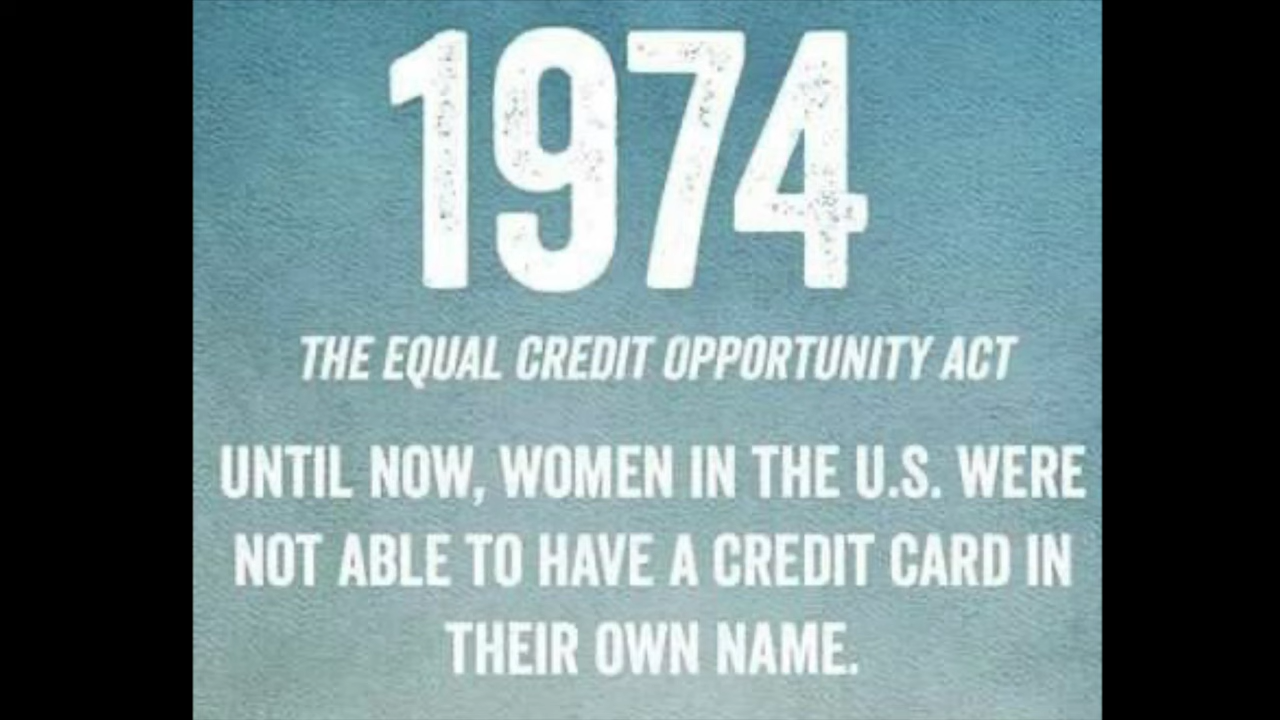 1974
THE EQUAL CREDIT OPPORTUNITY ACT
UNTIL NOW, WOMEN IN THE U.S. WERE
NOT ABLE TO HAVE A CREDIT CARD IN
THEIR OWN NAME.